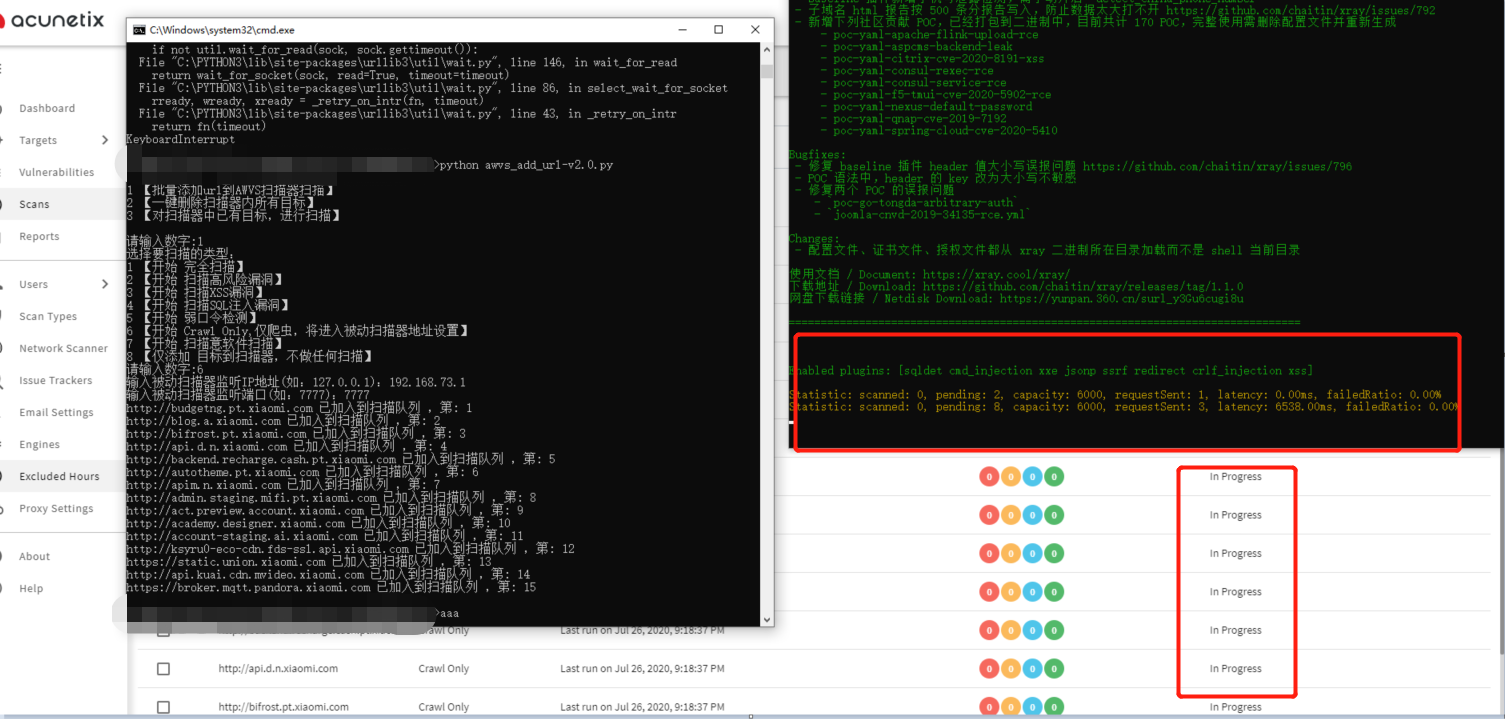 acunetix
Dashboard
Targets
Vulnerabilities
Scans
Reports
Users
Scan Types
Network Scanner
Issue Trackers
Email Settings
Engines
Excluded Hours
Proxy Settings
About
Help
C:\Windows\system32\cmd.exe
if not util.wait_for_read(sock, sock.gettimeout()):
File "C:\PYTHON3\lib\site-packages\urllib3\util\wait.py", line 146, in wait_for_read
return wait_for_socket(sock, read=True, timeout=timeout)
File "C:\PYTHON3\lib\site-packages\urllib3\util\wait.py", line 86, in select_wait_for_socket
rready, wready, xready = _retry_on_intr(fn, timeout)
File "C:\PYTHON3\lib\site-packages\urllib3\util\wait.py", line 43, in _retry_on_intr
return fn(timeout)
KeyboardInterrupt
>python awvs_add_url-v2.0.py
1 【批量添加url到AWVS扫描器扫描】
2 【一键删除扫描器内所有目标】
3 【对扫描器中已有目标，进行扫描】
请输入数字:1
选择要扫描的类型:
1 【开始 完全扫描】
2 【开始 扫描高风险漏洞】
3 【开始 扫描XSS漏洞】
4 【开始 扫描SQL注入漏洞】
5 【开始 弱口令检测】
6 【开始 Crawl Only,仅爬虫，将进入被动扫描器地址设置】
7 【开始 扫描意软件扫描】
8 【仅添加 目标到扫描器，不做任何扫描】
请输入数字:6
输入被动扫描器监听IP地址(如: 127.0.0.1): 192.168.73.1
输入被动扫描器监听端口(如: 7777): 7777
http://budgetng.pt.xiaomi.com 已加入到扫描队列 ，第: 1
http://blog.a.xiaomi.com 已加入到扫描队列 ，第: 2
http://bifrost.pt.xiaomi.com 已加入到扫描队列 ，第: 3
http://api.d.n.xiaomi.com 已加入到扫描队列 ，第: 4
http://backend.recharge.cash.pt.xiaomi.com 已加入到扫描队列 ，第: 5
http://autotheme.pt.xiaomi.com 已加入到扫描队列 ，第: 6
http://apim.n.xiaomi.com 已加入到扫描队列 ，第: 7
http://admin.staging.mifi.pt.xiaomi.com 已加入到扫描队列 ，第: 8
http://act.preview.account.xiaomi.com 已加入到扫描队列 ，第: 9
http://academy.designer.xiaomi.com 已加入到扫描队列 ，第: 10
http://account-staging.ai.xiaomi.com 已加入到扫描队列 ，第: 11
http://ksyru0-eco-cdn.fds-ssl.api.xiaomi.com 已加入到扫描队列 ，第: 12
https://static.union.xiaomi.com 已加入到扫描队列 ，第: 13
http://api.kuai.cdn.mvideo.xiaomi.com 已加入到扫描队列 ，第: 14
https://broker.mqtt.pandora.xiaomi.com 已加入到扫描队列 ，第: 15
>aaa
- 子域名 html 报告按 500 条分报告写入，防止数据太大打不开 https://github.com/chaitin/xray/issues/792
- 新增下列社区贡献 POC，已经打包到二进制中，目前共计 170 POC，完整使用需删除配置文件并重新生成
- poc-yaml-apache-flink-upload-rce
- poc-yaml-aspcms-backend-leak
- poc-yaml-citrix-cve-2020-8191-xss
- poc-yaml-consul-rexec-rce
- poc-yaml-consul-service-rce
- poc-yaml-f5-tmui-cve-2020-5902-rce
- poc-yaml-nexus-default-password
- poc-yaml-qnap-cve-2019-7192
- poc-yaml-spring-cloud-cve-2020-5410
Bugfixes:
- 修复 baseline 插件 header 值大小写误报问题 https://github.com/chaitin/xray/issues/796
- POC 语法中，header 的 key 改为大小写不敏感
- 修复两个 POC 的误报问题
- `poc-go-tongda-arbitrary-auth`
- `joomla-cnvd-2019-34135-rce.yml`
Changes:
- 配置文件、证书文件、授权文件都从 xray 二进制所在目录加载而不是 shell 当前目录
使用文档 / Document: https://xray.cool/xray/
下载地址 / Download: https://github.com/chaitin/xray/releases/tag/1.1.0
网盘下载链接 / Netdisk Download: https://yunpan.360.cn/surl_y3Gu6cugi8u
Enabled plugins: [sqldet cmd_injection xxe jsonp ssrf redirect crlf_injection xss]
Statistic: scanned: 0, pending: 2, capacity: 6000, requestSent: 1, latency: 0.00ms, failedRatio: 0.00%
Statistic: scanned: 0, pending: 8, capacity: 6000, requestSent: 3, latency: 6538.00ms, failedRatio: 0.00%
0 0 0 0 In Progress
0 0 0 0 In Progress
0 0 0 0 In Progress
0 0 0 0 In Progress
Crawl Only Last run on Jul 26, 2020, 9:18:37 PM 0 0 0 0 In Progress
http://api.d.n.xiaomi.com Crawl Only Last run on Jul 26, 2020, 9:18:37 PM 0 0 0 0 In Progress
http://bifrost.pt.xiaomi.com Crawl Only Last run on Jul 26, 2020, 9:18:37 PM 0 0 0 0 In Progress